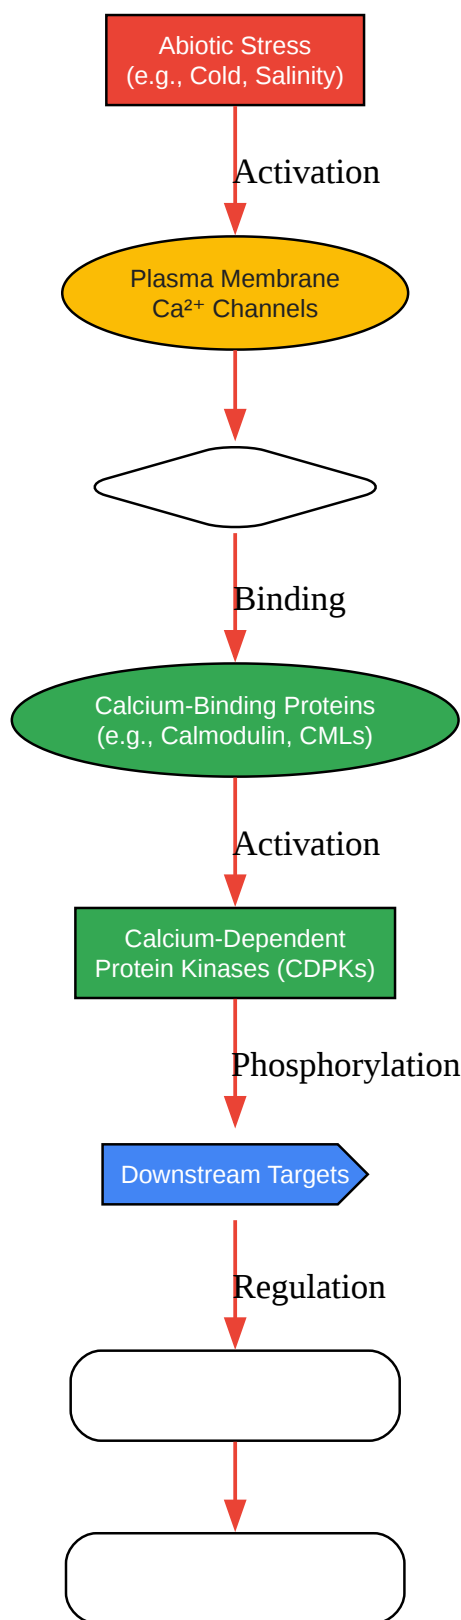 Abiotic Stress
(e.g., Cold, Salinity)
Activation
Plasma Membrane
Ca²⁺ Channels
Binding
Calcium-Binding Proteins
(e.g., Calmodulin, CMLs)
Activation
Calcium-Dependent
Protein Kinases (CDPKs)
Phosphorylation
Downstream Targets
Regulation